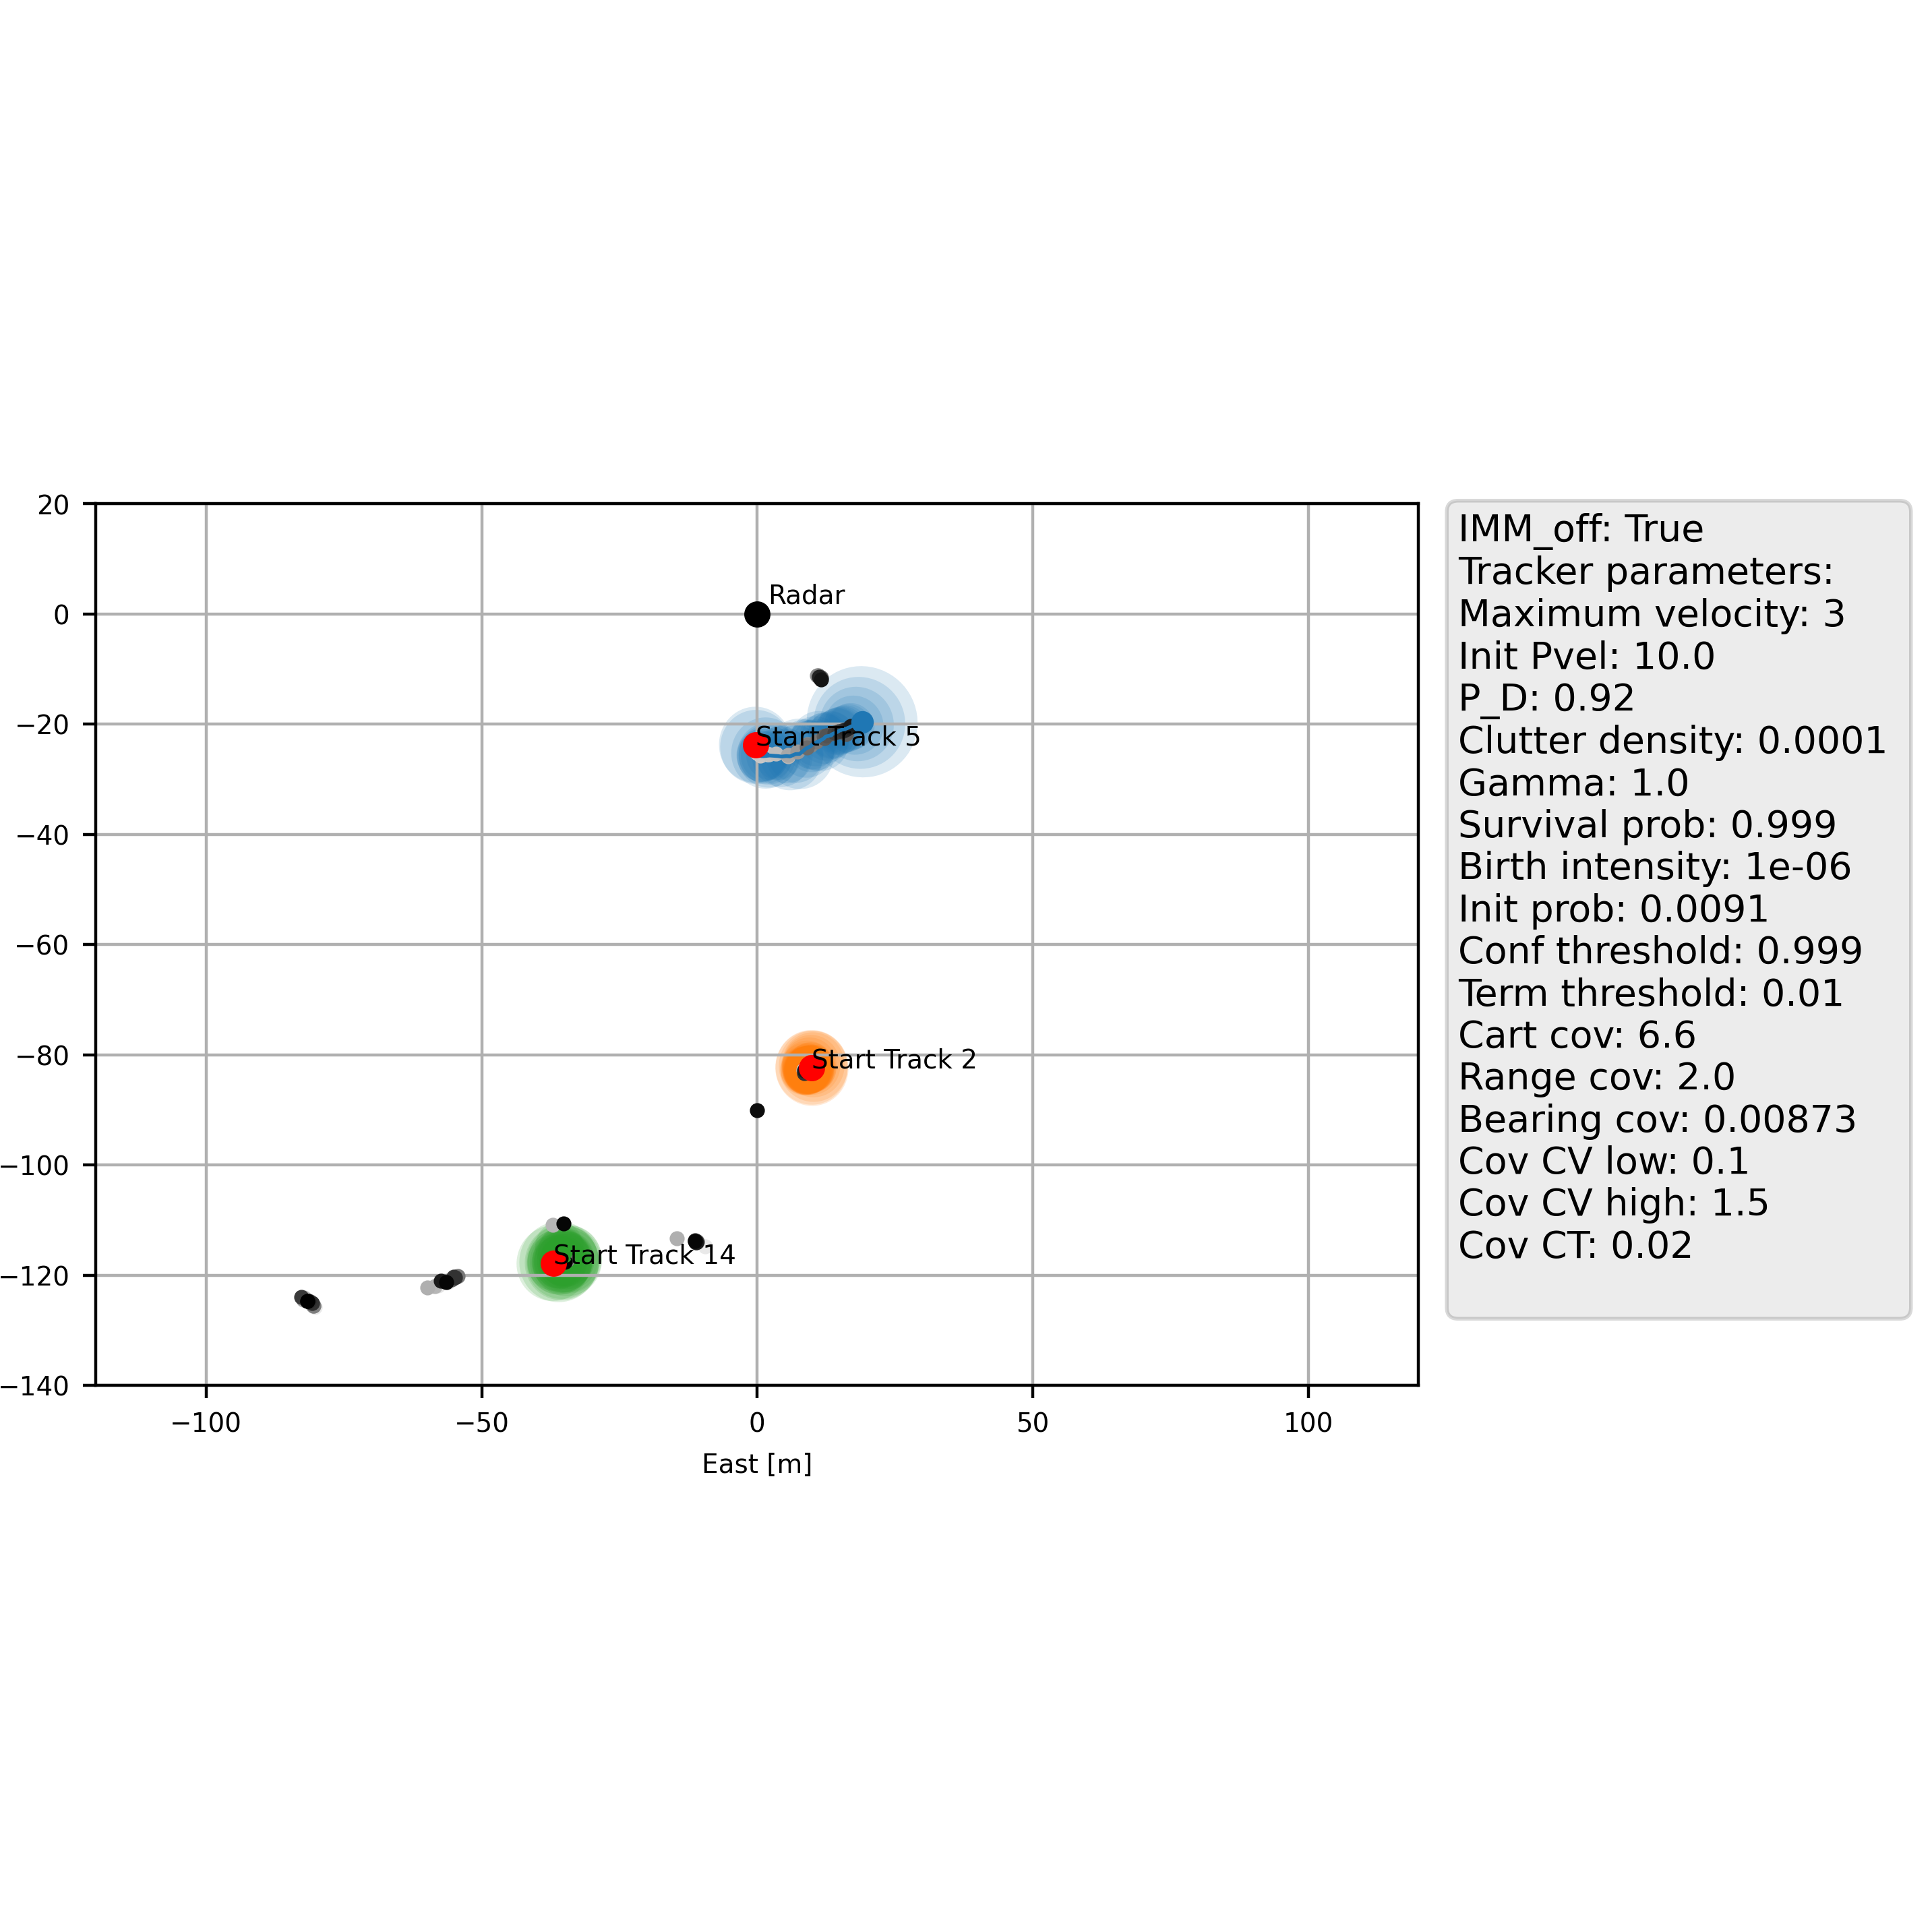 20
0
−20
−40
−60
−80
−100
−120
−140
−100
−50
0
50
100
East [m]
Radar
Start Track 5
Start Track 2
Start Track 14
IMM_off: True
Tracker parameters:
Maximum velocity: 3
Init Pvel: 10.0
P_D: 0.92
Clutter density: 0.0001
Gamma: 1.0
Survival prob: 0.999
Birth intensity: 1e-06
Init prob: 0.0091
Conf threshold: 0.999
Term threshold: 0.01
Cart cov: 6.6
Range cov: 2.0
Bearing cov: 0.00873
Cov CV low: 0.1
Cov CV high: 1.5
Cov CT: 0.02